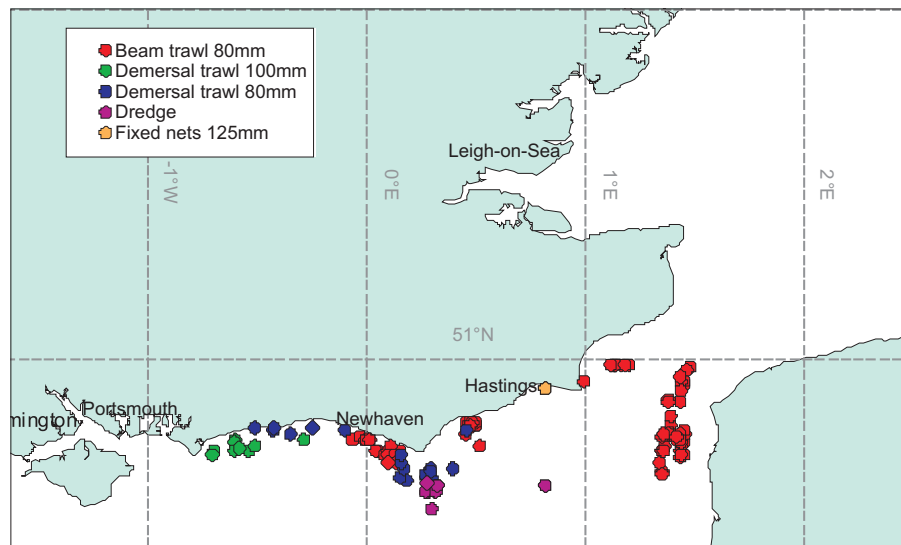 Beam trawl 80mm
Demersal trawl 100mm
Demersal trawl 80mm
Dredge
Fixed nets 125mm
Leigh-on-Sea
-1°W
0°E
1°E
2°E
51°N
Hastings
mington
Portsmouth
Newhaven